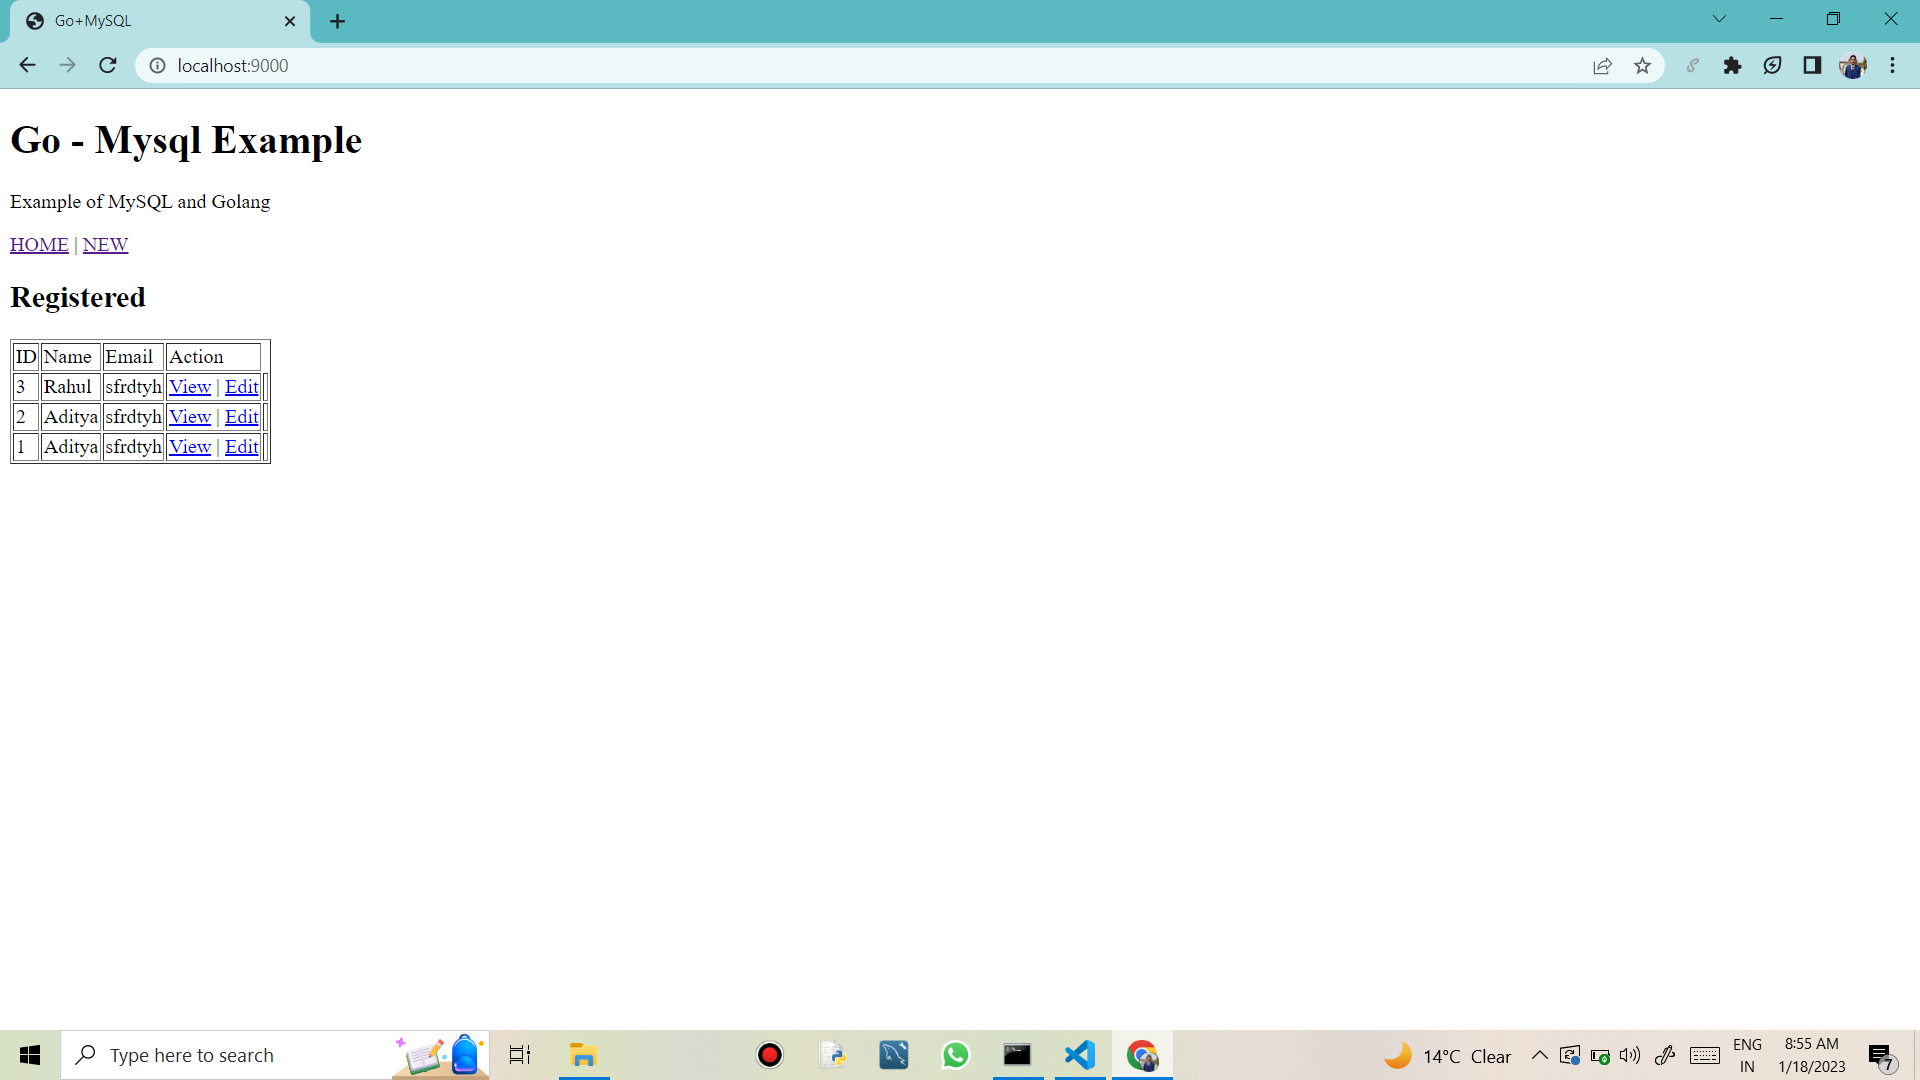 Go+MySQL
localhost:9000
Go - Mysql Example
Example of MySQL and Golang
HOME | NEW
Registered
ID Name Email Action
3 Rahul sfrdtyh View | Edit
2 Aditya sfrdtyh View | Edit
1 Aditya sfrdtyh View | Edit
Type here to search
14°C Clear
ENG
IN
8:55 AM
1/18/2023
7